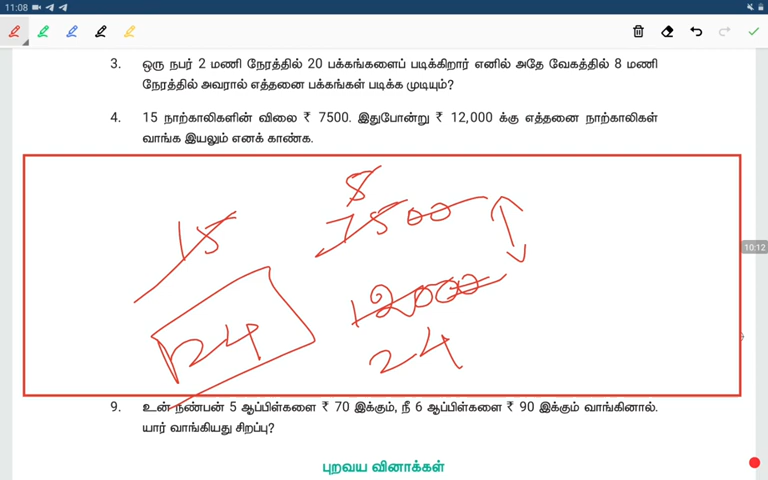 11:08
3. ஒரு நபர் 2 மணி நேரத்தில் 20 பக்கங்களைப் படிக்கிறார் எனில் அதே வேகத்தில் 8 மணி
நேரத்தில் அவரால் எத்தனை பக்கங்கள் படிக்க முடியும்?
4. 15 நாற்காலிகளின் விலை ₹ 7500. இதுபோன்று ₹ 12,000 க்கு எத்தனை நாற்காலிகள்
வாங்க இயலும் எனக் காண்க.
8
15 7500
10:12
12000
24 24
9. உன் நண்பன் 5 ஆப்பிள்களை ₹ 70 இக்கும், நீ 6 ஆப்பிள்களை ₹ 90 இக்கும் வாங்கினால்.
யார் வாங்கியது சிறப்பு?
புறவய வினாக்கள்